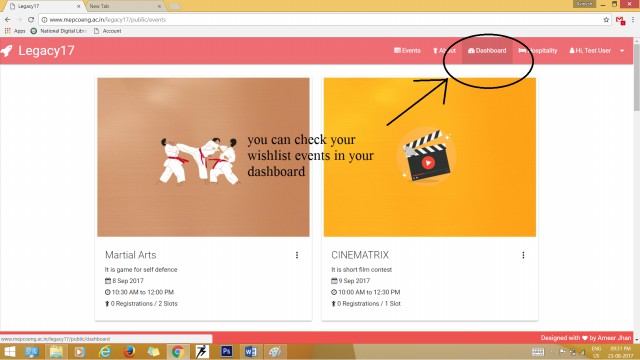 Legacy17
New Tab
www.mepcoeng.ac.in/legacy17/public/events
Apps
National Digital Libr
Account
Legacy17
Events
About
Dashboard
Hospitality
Hi, Test User
you can check your
wishlist events in your
dashboard
Martial Arts
It is game for self defence
8 Sep 2017
10:30 AM to 12:00 PM
0 Registrations / 2 Slots
CINEMATRIX
It is short film contest
9 Sep 2017
10:00 AM to 12:30 PM
0 Registrations / 1 Slot
www.mepcoeng.ac.in/legacy17/public/dashboard
Designed with ❤ by Ameer Jhan
ENG
US
09:31 PM
23-08-2017